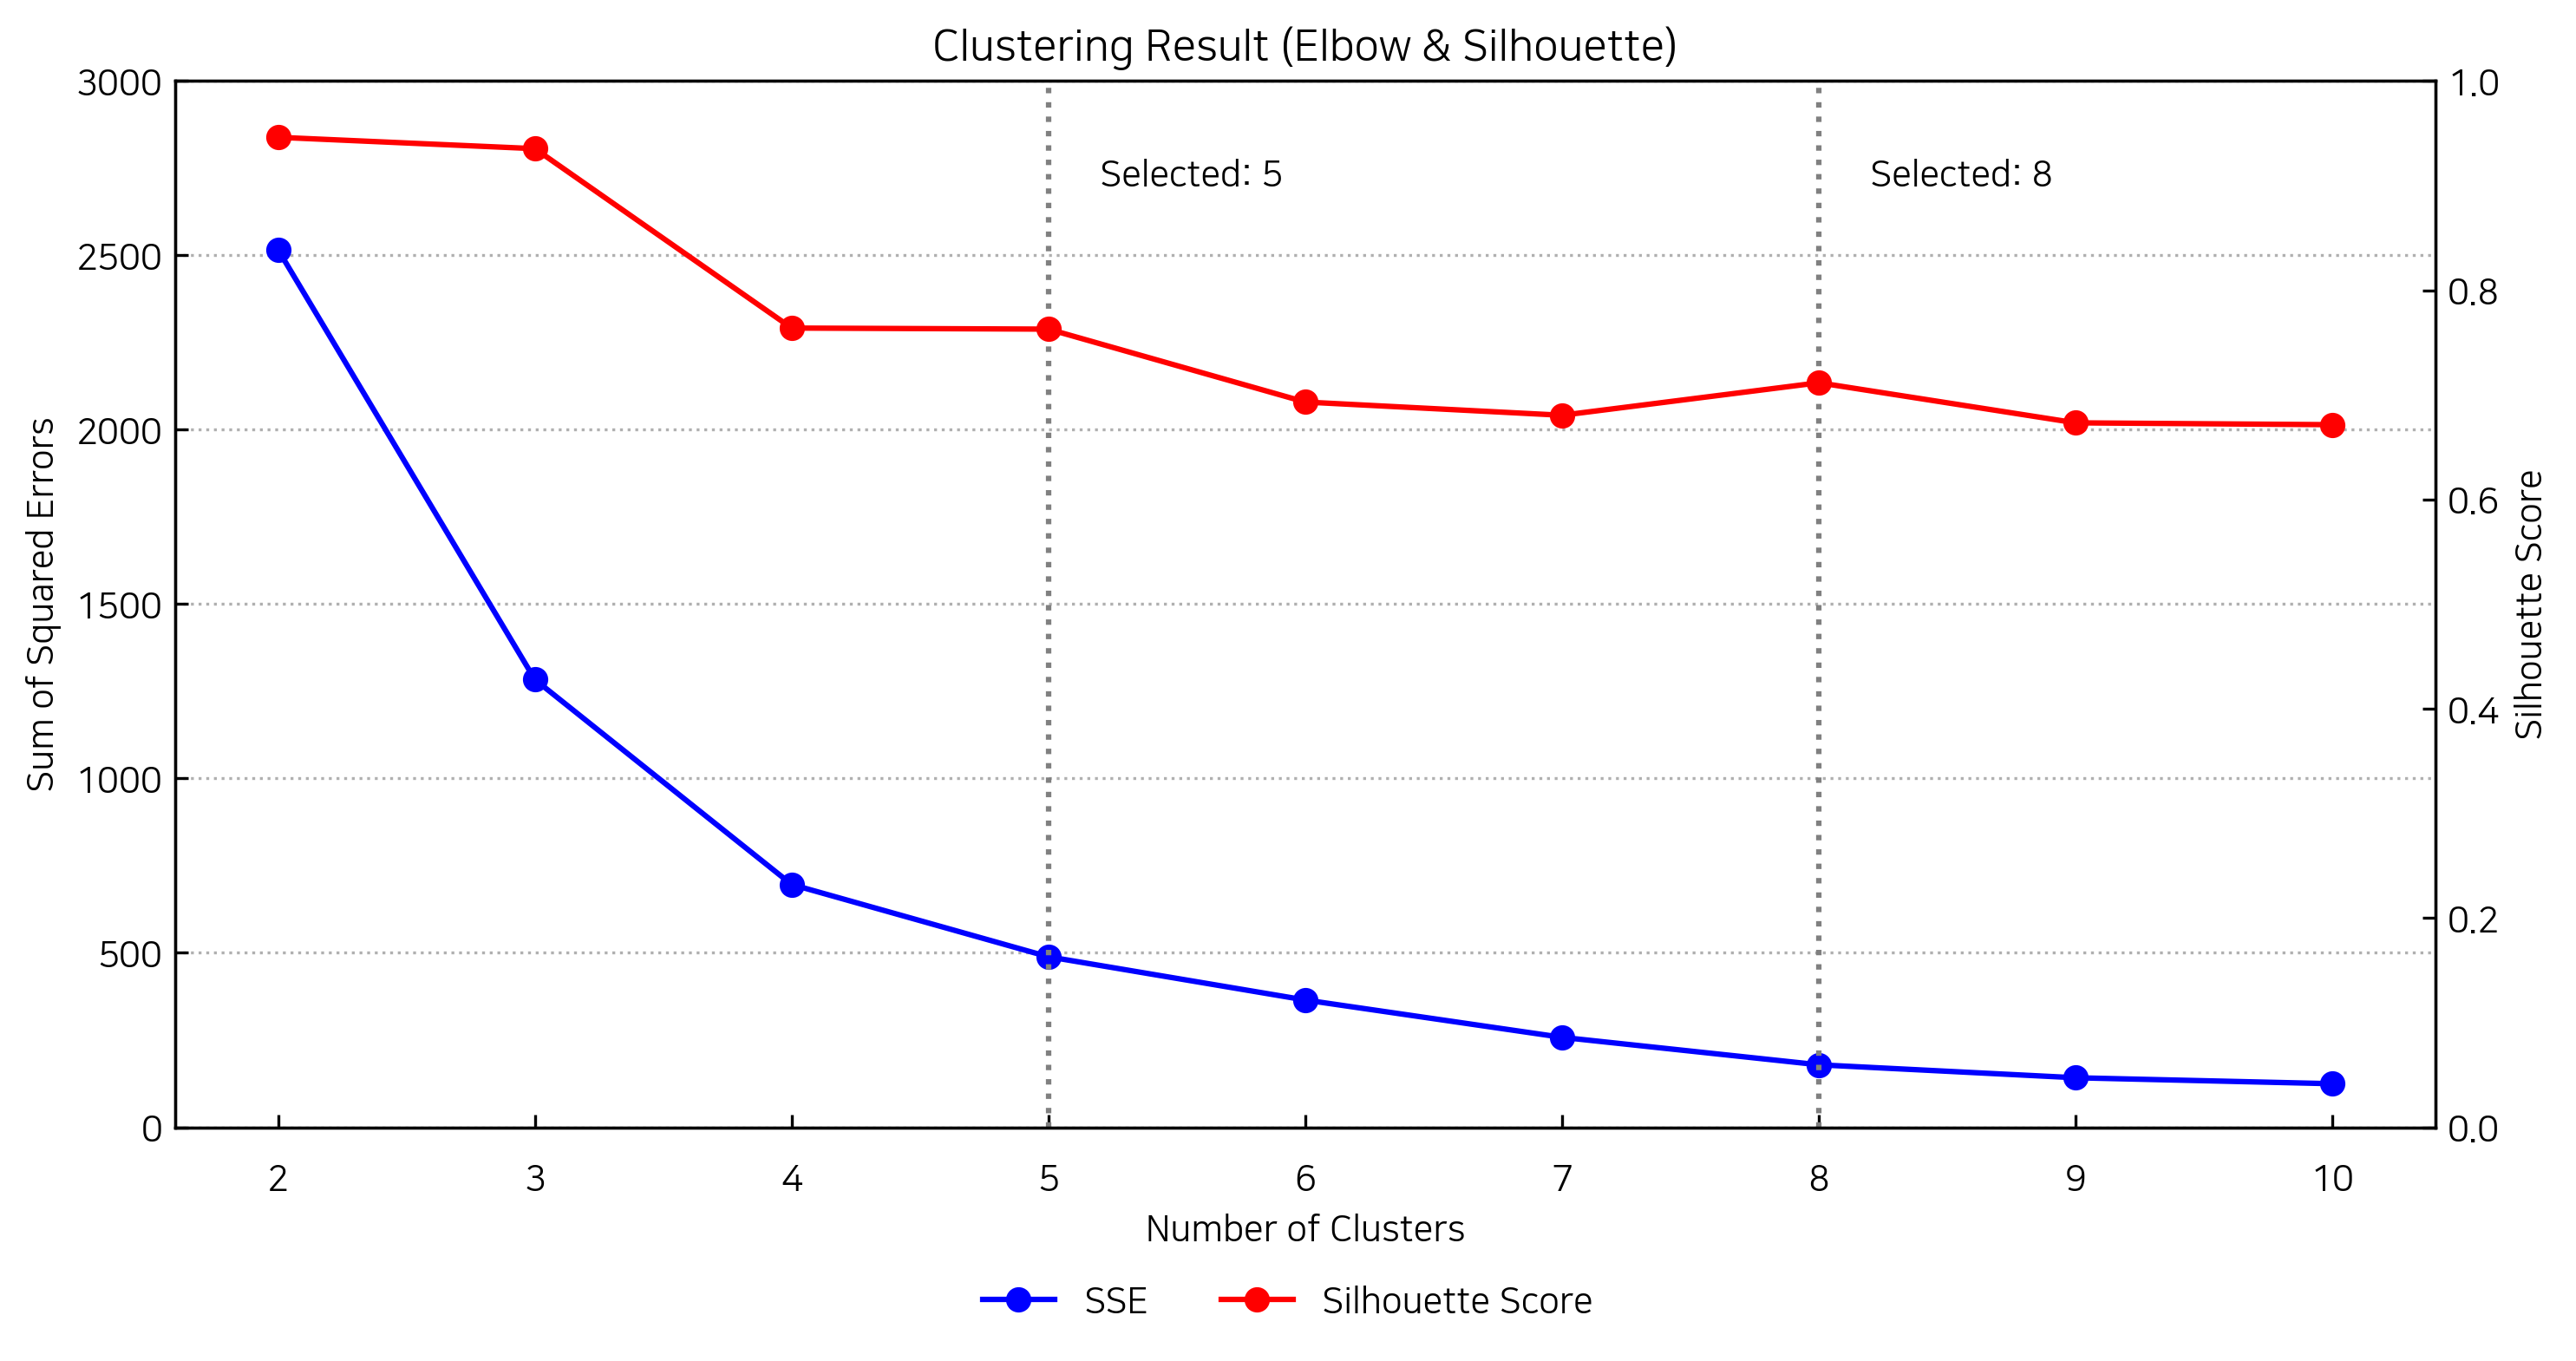 Clustering Result (Elbow & Silhouette)
3000
2500
2000
1500
1000
500
0
Sum of Squared Errors
Selected: 5
Selected: 8
1.0
0.8
0.6
0.4
0.2
0.0
Silhouette Score
2 3 4 5 6 7 8 9 10
Number of Clusters
SSE Silhouette Score